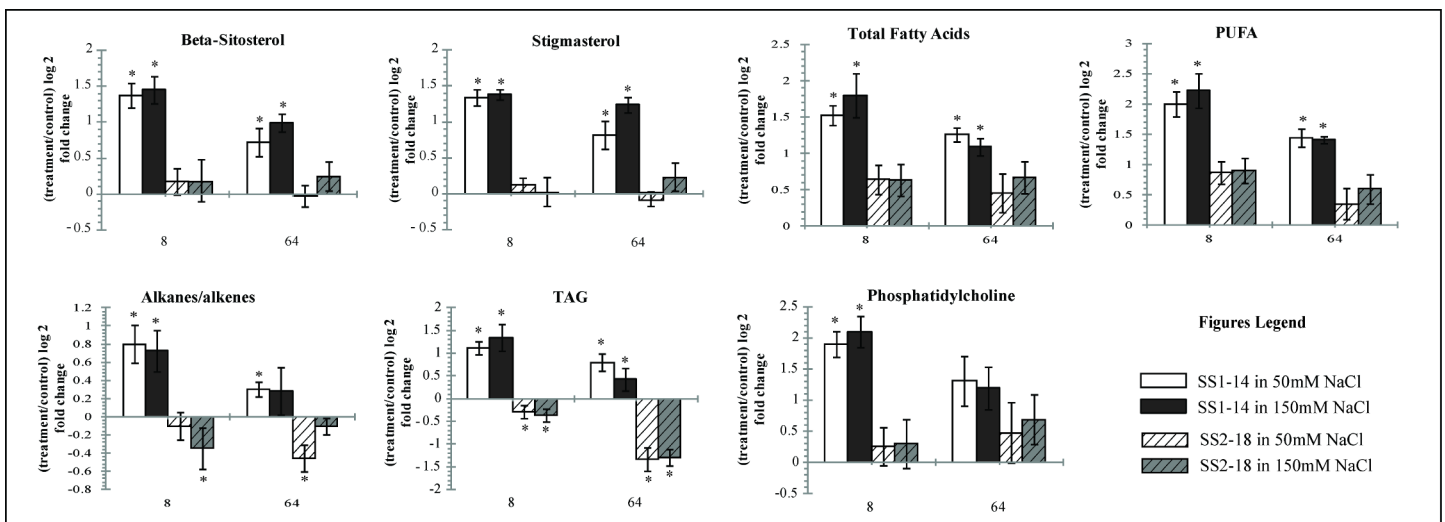 Beta-Sitosterol
(treatment/control) log 2
fold change
2
1.5
1
0.5
0
- 0.5
* * * *
8 64
Stigmasterol
(treatment/control) log 2
fold change
2
1.5
1
0.5
0
- 0.5
* * * *
8 64
Total Fatty Acids
(treatment/control) log 2
fold change
2.5
2
1.5
1
0.5
0
* * * *
8 64
PUFA
(treatment/control) log 2
fold change
3
2.5
2
1.5
1
0.5
0
* * * *
8 64
Alkanes/alkenes
(treatment/control) log 2
fold change
1.2
1
0.8
0.6
0.4
0.2
0
-0.2
-0.4
-0.6
-0.8
* * * * *
8 64
TAG
(treatment/control) log 2
fold change
2
1.5
1
0.5
0
-0.5
-1
-1.5
-2
* * * * * * * *
8 64
Phosphatidylcholine
(treatment/control) log 2
fold change
2.5
2
1.5
1
0.5
0
-0.5
* *
8 64
Figures Legend
SS1-14 in 50mM NaCl
SS1-14 in 150mM NaCl
SS2-18 in 50mM NaCl
SS2-18 in 150mM NaCl